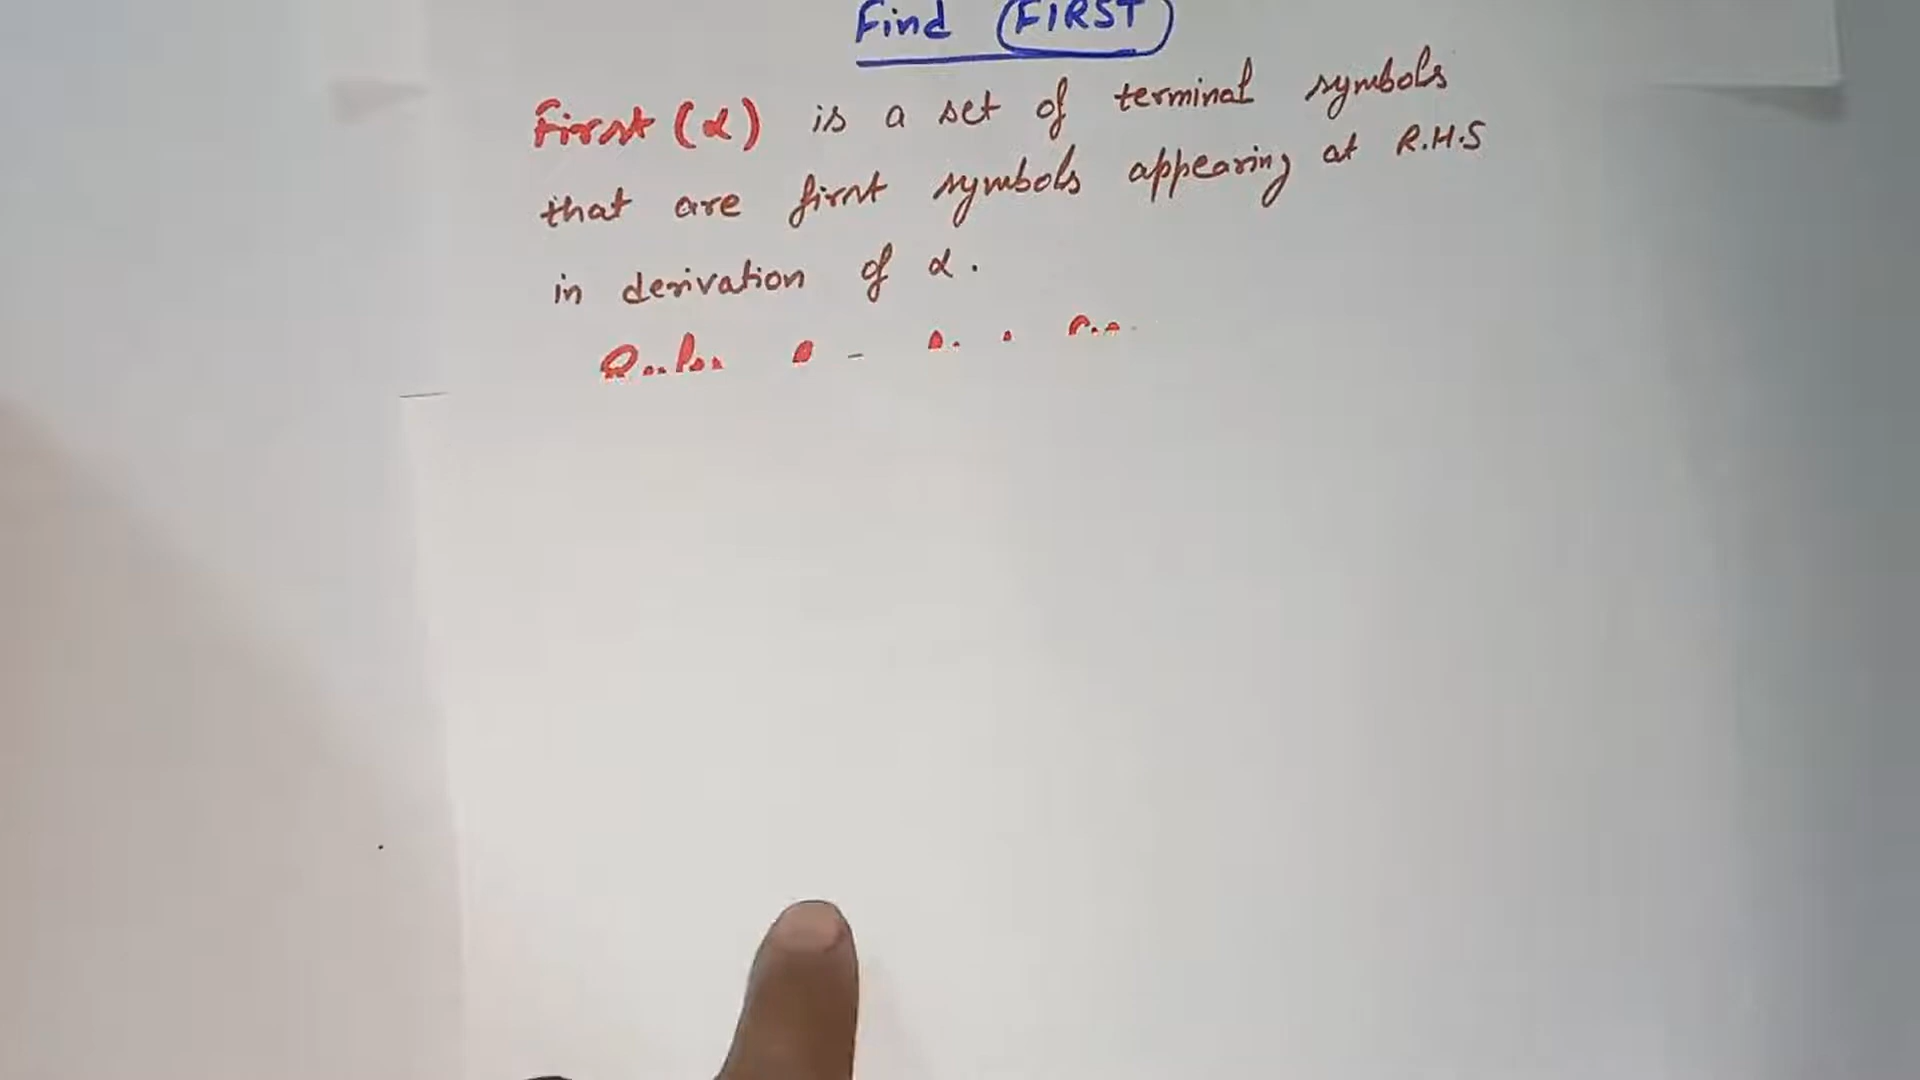 Find FIRST
First (α) is a set of terminal symbols
that are first symbols appearing at R.H.S
in derivation of α.